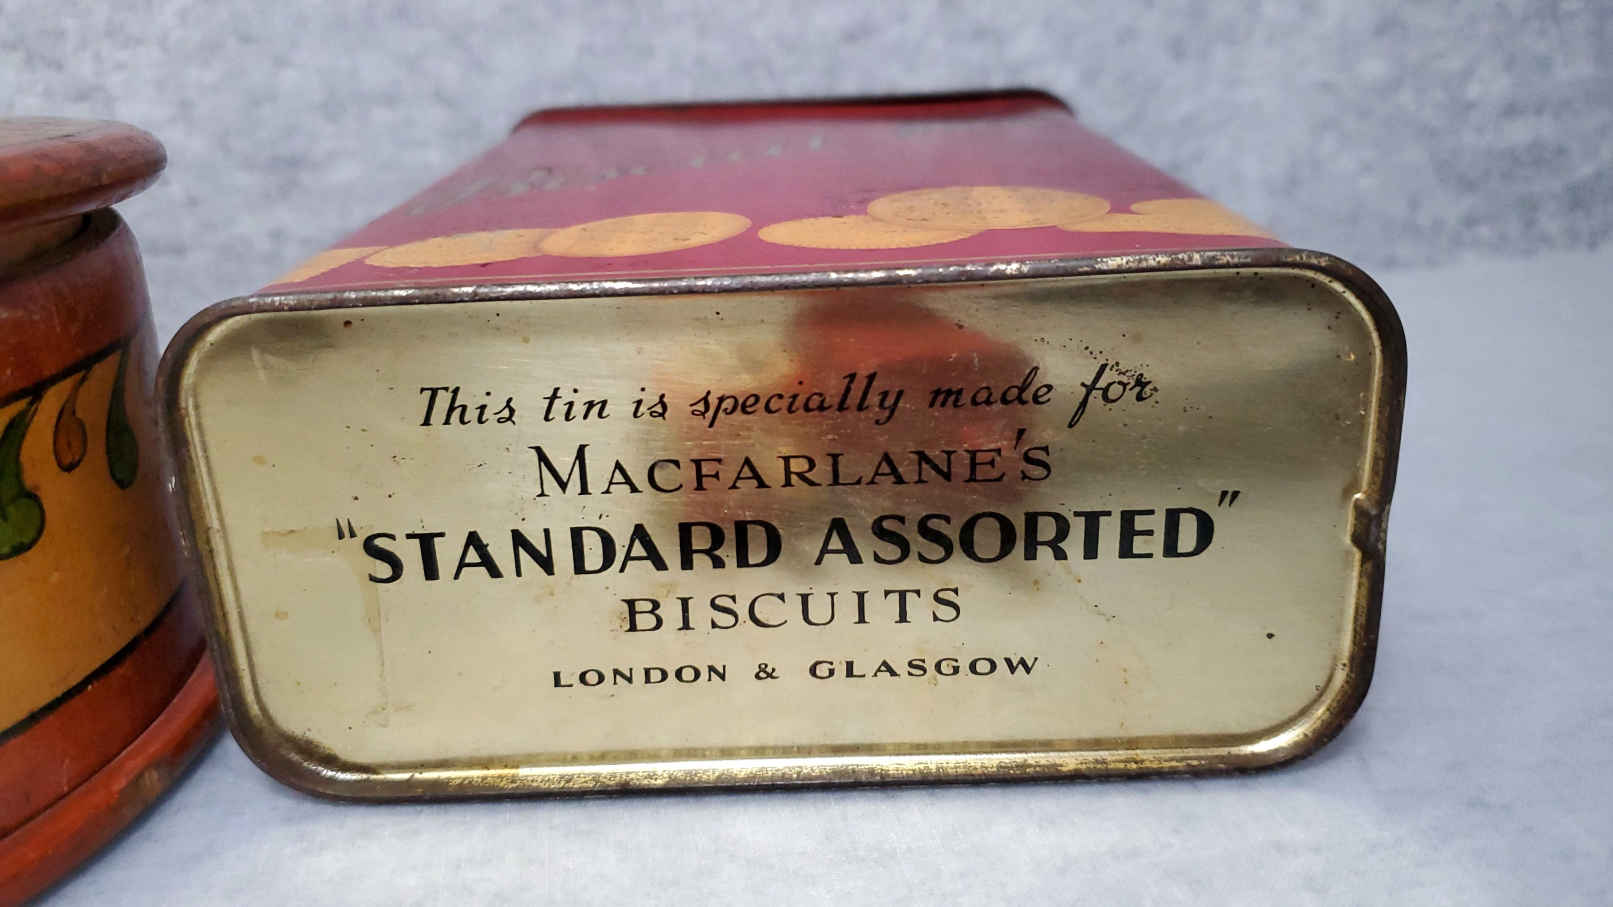 This tin is specially made for
MACFARLANE'S
"STANDARD ASSORTED"
BISCUITS
LONDON & GLASGOW